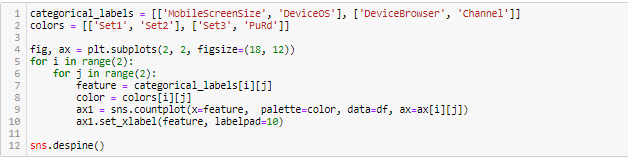 1 categorical_labels = [['MobileScreenSize', 'DeviceOS'], ['DeviceBrowser', 'Channel']]
2 colors = [['Set1', 'Set2'], ['Set3', 'PuRd']]
3
4 fig, ax = plt.subplots(2, 2, figsize=(18, 12))
5 for i in range(2):
6     for j in range(2):
7         feature = categorical_labels[i][j]
8         color = colors[i][j]
9         ax1 = sns.countplot(x=feature,  palette=color, data=df, ax=ax[i][j])
10         ax1.set_xlabel(feature, labelpad=10)
11
12 sns.despine()